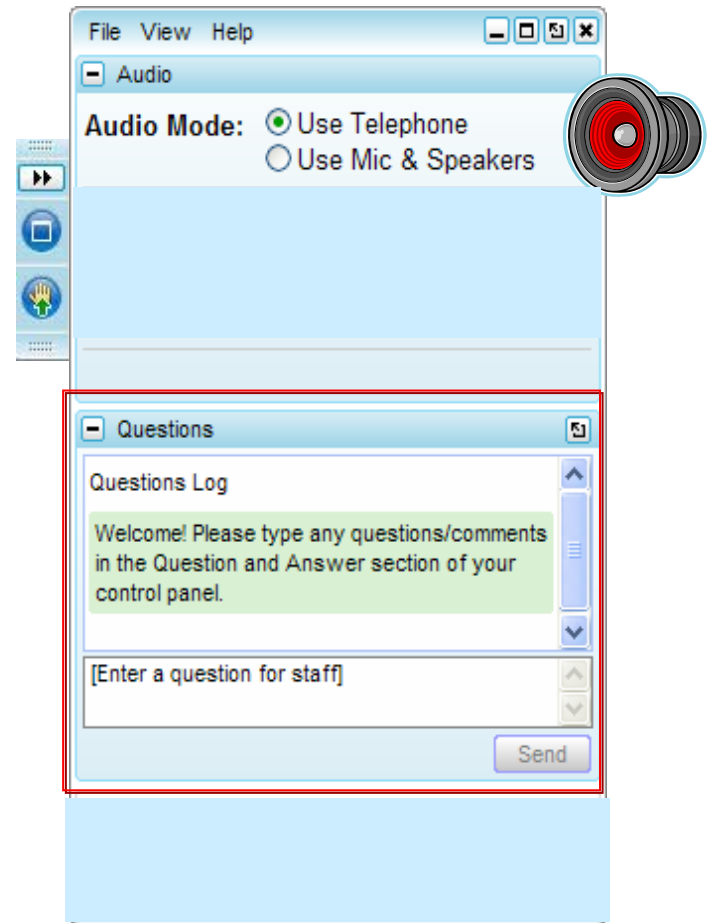 File View Help
Audio
Audio Mode:
Use Telephone
Use Mic & Speakers
Questions
Questions Log
Welcome! Please type any questions/comments
in the Question and Answer section of your
control panel.
[Enter a question for staff]
Send